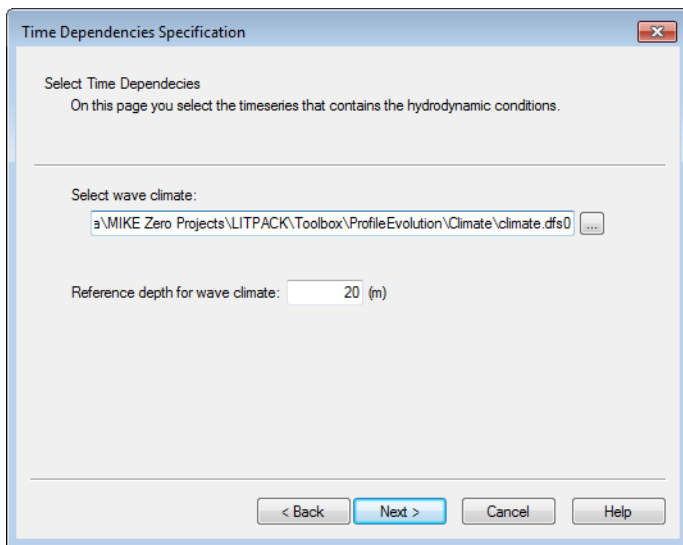 Time Dependencies Specification
Select Time Dependecies
On this page you select the timeseries that contains the hydrodynamic conditions.
Select wave climate:
a\MIKE Zero Projects\LITPACK\Toolbox\ProfileEvolution\Climate\climate.dfs0 ...
Reference depth for wave climate: 20 (m)
< Back Next > Cancel Help